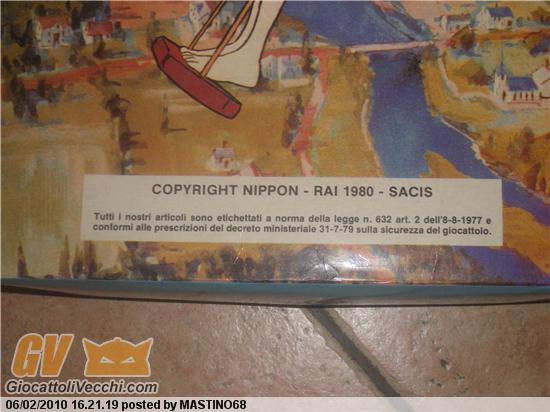 COPYRIGHT NIPPON - RAI 1980 - SACIS
Tutti i nostri articoli sono etichettati a norma della legge n. 632 art. 2 dell'8-8-1977 e
conformi alle prescrizioni del decreto ministeriale 31-7-79 sulla sicurezza del giocattolo.
GV
GiocattoliVecchi.com
06/02/2010 16.21.19 posted by MASTINO68